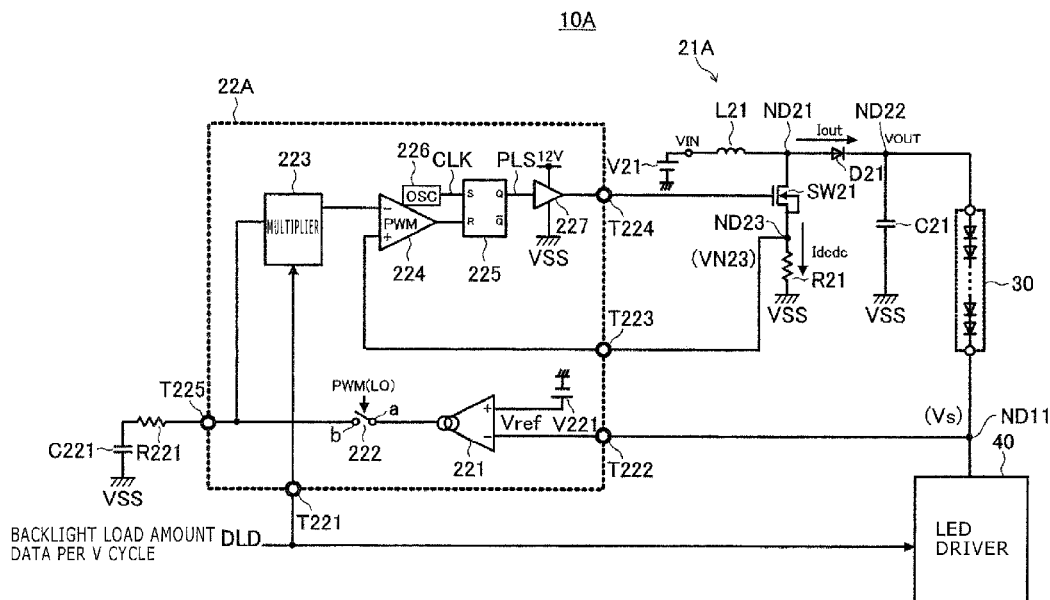 10A
21A
22A
L21
ND21
ND22
Iout
VIN
VOUT
V21
D21
SW21
223
226
CLK
PLS
12V
OSC
MULTIPLIER
−
PWM
+
S
Q
R
Q̅
227
T224
224
225
VSS
ND23
(VN23)
Idcdc
R21
VSS
C21
VSS
30
T223
T225
PWM(LO)
a
b
222
+
−
221
Vref
V221
T222
(Vs)
ND11
40
C221
R221
VSS
T221
BACKLIGHT LOAD AMOUNT
DATA PER V CYCLE
DLD
LED
DRIVER